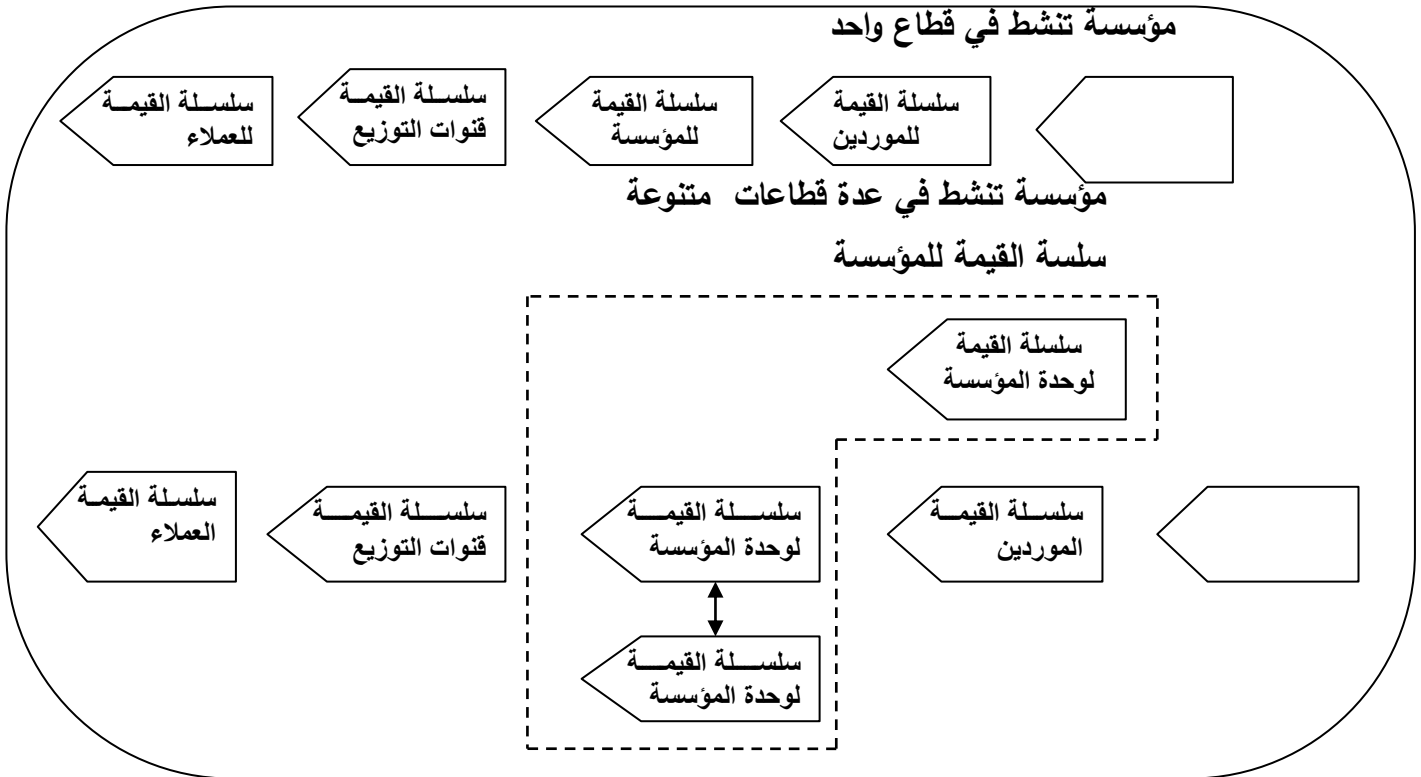 مؤسسة تنشط في قطاع واحد
سلسلة القيمة
للموردين
سلسلة القيمة
للمؤسسة
سلسلة القيمة
قنوات التوزيع
سلسلة القيمة
للعملاء
مؤسسة تنشط في عدة قطاعات متنوعة
سلسة القيمة للمؤسسة
سلسلة القيمة
لوحدة المؤسسة
سلسلة القيمة
الموردين
سلسلة القيمة
لوحدة المؤسسة
سلسلة القيمة
قنوات التوزيع
سلسلة القيمة
العملاء
سلسلة القيمة
لوحدة المؤسسة